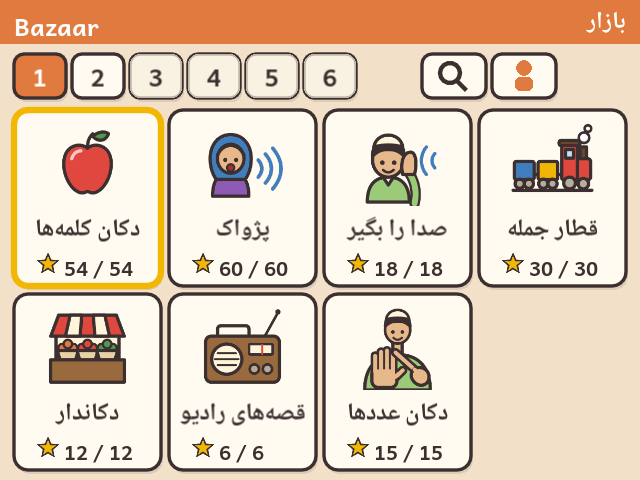 Bazaar
بازار
1 2 3 4 5 6
دکان کلمه‌ها
54 / 54
پژواک
60 / 60
صدا را بگیر
18 / 18
قطار جمله
30 / 30
دکاندار
12 / 12
قصه‌های رادیو
6 / 6
دکان عددها
15 / 15